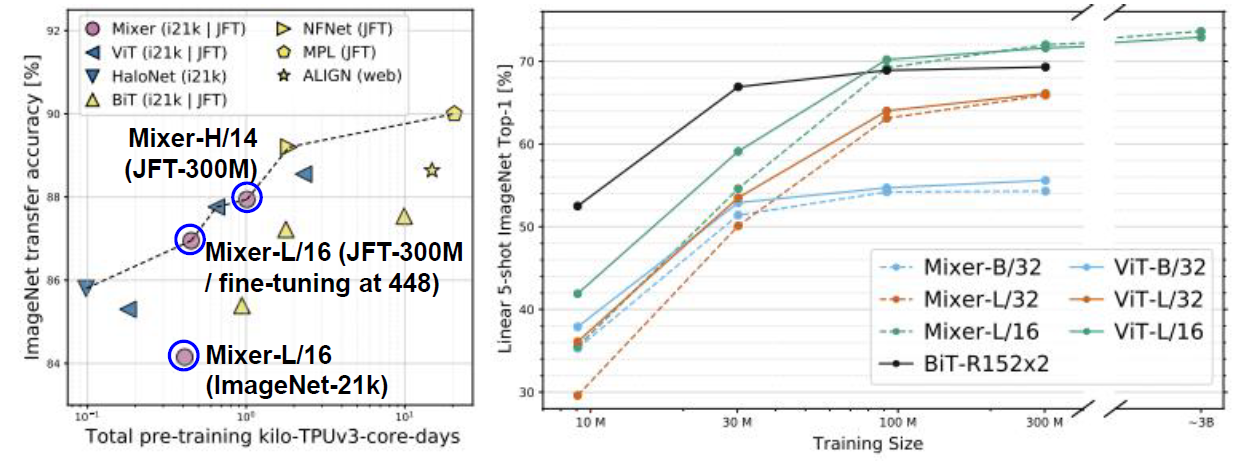 ImageNet transfer accuracy [%]
92
90
88
86
84
Mixer (i21k | JFT)
ViT (i21k | JFT)
HaloNet (i21k)
BiT (i21k | JFT)
NFNet (JFT)
MPL (JFT)
ALIGN (web)
Mixer-H/14
(JFT-300M)
Mixer-L/16 (JFT-300M
/ fine-tuning at 448)
Mixer-L/16
(ImageNet-21k)
10⁻¹
10⁰
10¹
Total pre-training kilo-TPUv3-core-days
Linear 5-shot ImageNet Top-1 [%]
70
60
50
40
30
Mixer-B/32
Mixer-L/32
Mixer-L/16
BiT-R152x2
ViT-B/32
ViT-L/32
ViT-L/16
10 M
30 M
100 M
300 M
~3B
Training Size